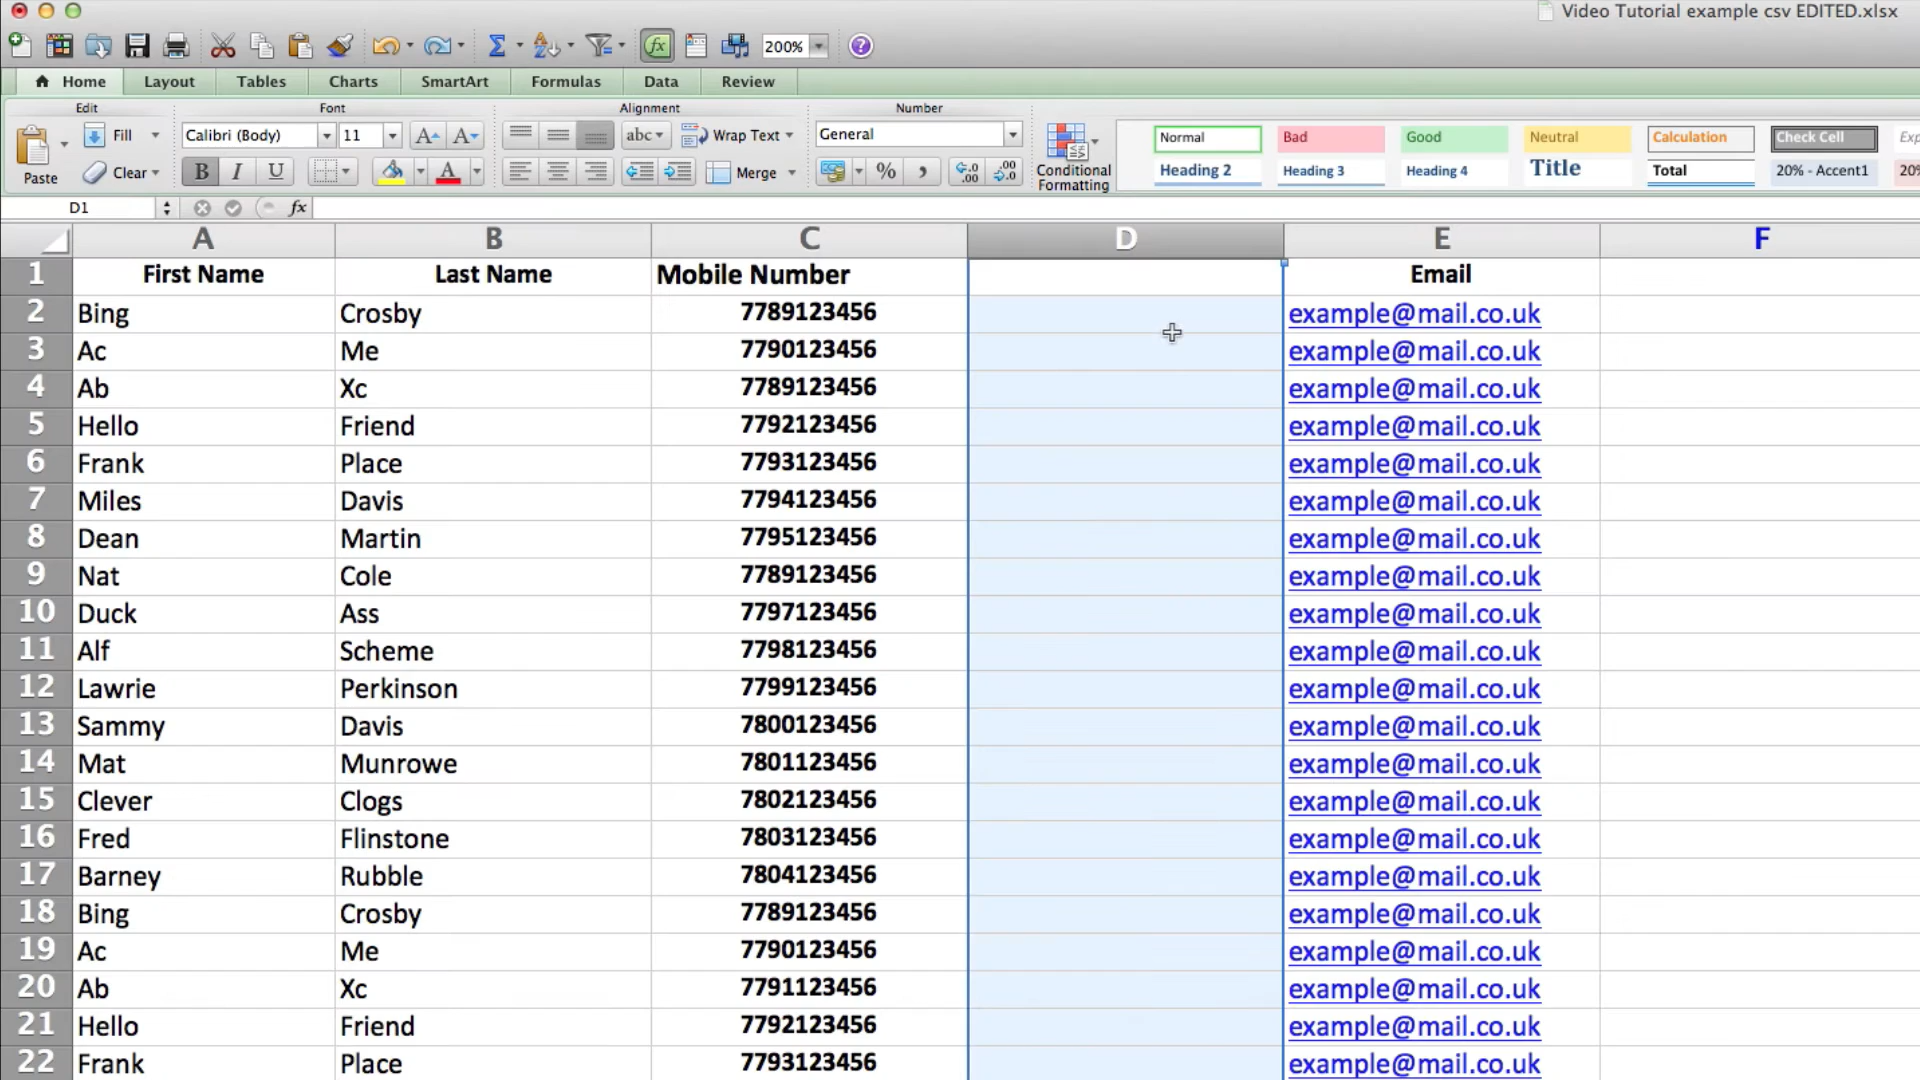 Video Tutorial example csv EDITED.xlsx
200%
Home Layout Tables Charts SmartArt Formulas Data Review
Edit Font Alignment Number
Fill Calibri (Body) 11 abc Wrap Text General
Normal Bad Good Neutral Calculation Check Cell
Paste Clear B I U Merge % Conditional Formatting
Heading 2 Heading 3 Heading 4 Title Total 20% - Accent1
D1 fx
A B C D E F
1 First Name Last Name Mobile Number Email
2 Bing Crosby 7789123456 example@mail.co.uk
3 Ac Me 7790123456 example@mail.co.uk
4 Ab Xc 7789123456 example@mail.co.uk
5 Hello Friend 7792123456 example@mail.co.uk
6 Frank Place 7793123456 example@mail.co.uk
7 Miles Davis 7794123456 example@mail.co.uk
8 Dean Martin 7795123456 example@mail.co.uk
9 Nat Cole 7789123456 example@mail.co.uk
10 Duck Ass 7797123456 example@mail.co.uk
11 Alf Scheme 7798123456 example@mail.co.uk
12 Lawrie Perkinson 7799123456 example@mail.co.uk
13 Sammy Davis 7800123456 example@mail.co.uk
14 Mat Munrowe 7801123456 example@mail.co.uk
15 Clever Clogs 7802123456 example@mail.co.uk
16 Fred Flinstone 7803123456 example@mail.co.uk
17 Barney Rubble 7804123456 example@mail.co.uk
18 Bing Crosby 7789123456 example@mail.co.uk
19 Ac Me 7790123456 example@mail.co.uk
20 Ab Xc 7791123456 example@mail.co.uk
21 Hello Friend 7792123456 example@mail.co.uk
22 Frank Place 7793123456 example@mail.co.uk